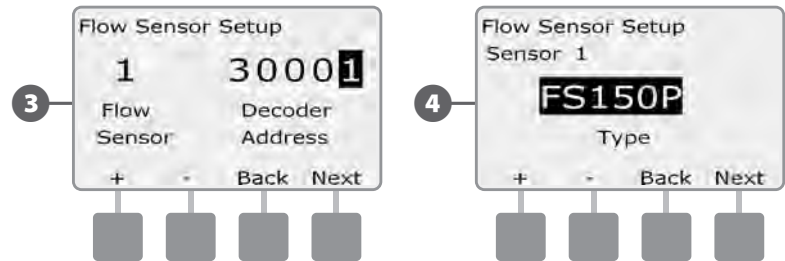 3
Flow Sensor Setup
1 30001
Flow Decoder
Sensor Address
+ - Back Next
4
Flow Sensor Setup
Sensor 1
FS150P
Type
+ - Back Next